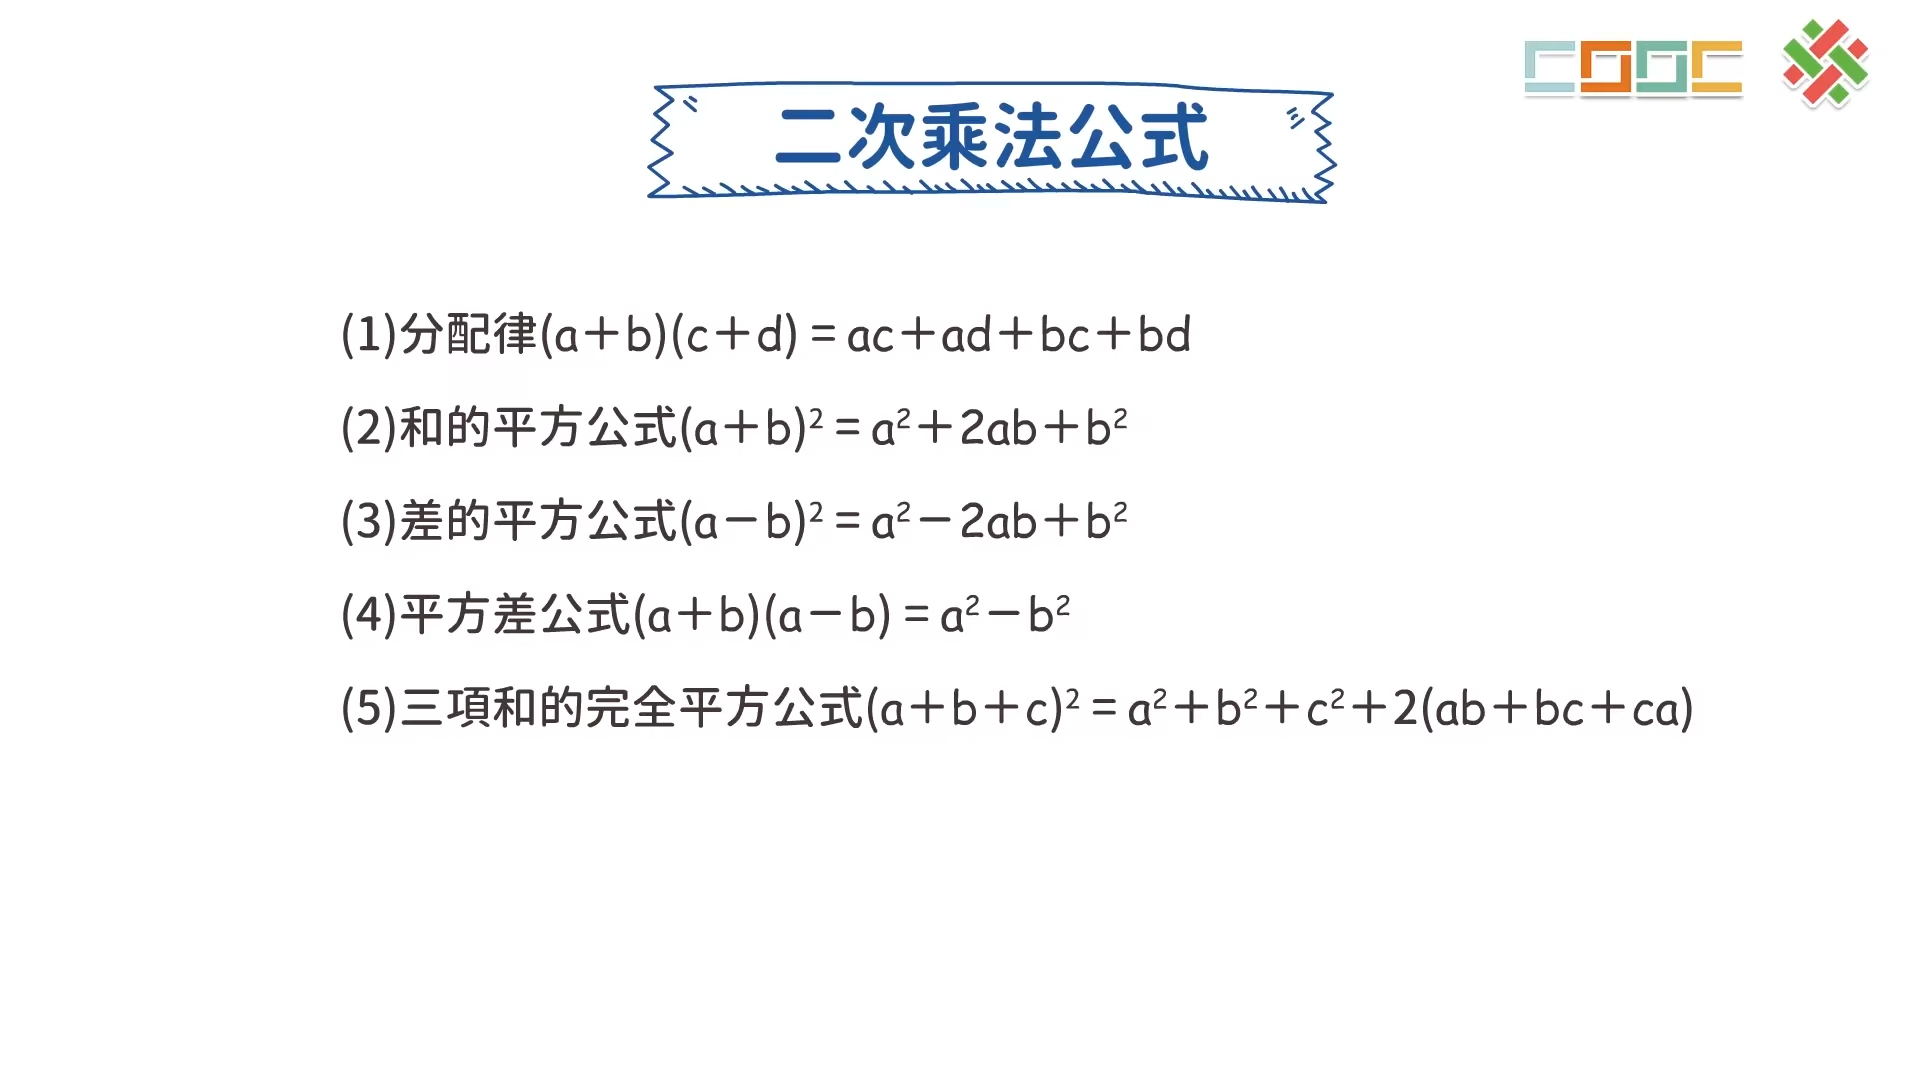 COOC
二次乘法公式
(1)分配律(a＋b)(c＋d)＝ac＋ad＋bc＋bd
(2)和的平方公式(a＋b)²＝a²＋2ab＋b²
(3)差的平方公式(a－b)²＝a²－2ab＋b²
(4)平方差公式(a＋b)(a－b)＝a²－b²
(5)三項和的完全平方公式(a＋b＋c)²＝a²＋b²＋c²＋2(ab＋bc＋ca)